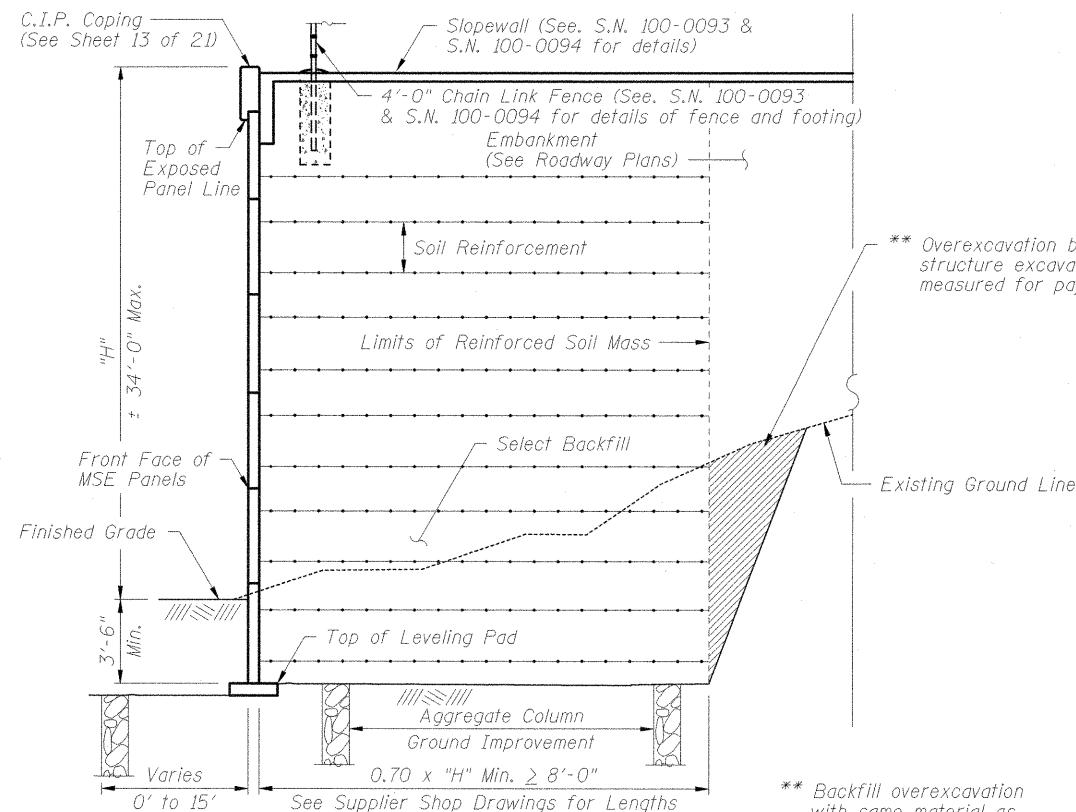 C.I.P. Coping
(See Sheet 13 of 21)
Slopewall (See. S.N. 100-0093 &
S.N. 100-0094 for details)
4'-0" Chain Link Fence (See. S.N. 100-0093
& S.N. 100-0094 for details of fence and footing)
Embankment
(See Roadway Plans)
Top of
Exposed
Panel Line
Soil Reinforcement
** Overexcavation
structure
measured for
"H"
± 34'-0" Max.
Limits of Reinforced Soil Mass
Select Backfill
Front Face of
MSE Panels
Existing Ground Line
Finished Grade
3'-6"
Min.
Top of Leveling Pad
Aggregate Column
Ground Improvement
Varies
0' to 15'
0.70 x "H" Min. ≥ 8'-0"
See Supplier Shop Drawings for Lengths
** Backfill overexcavation
with same material as